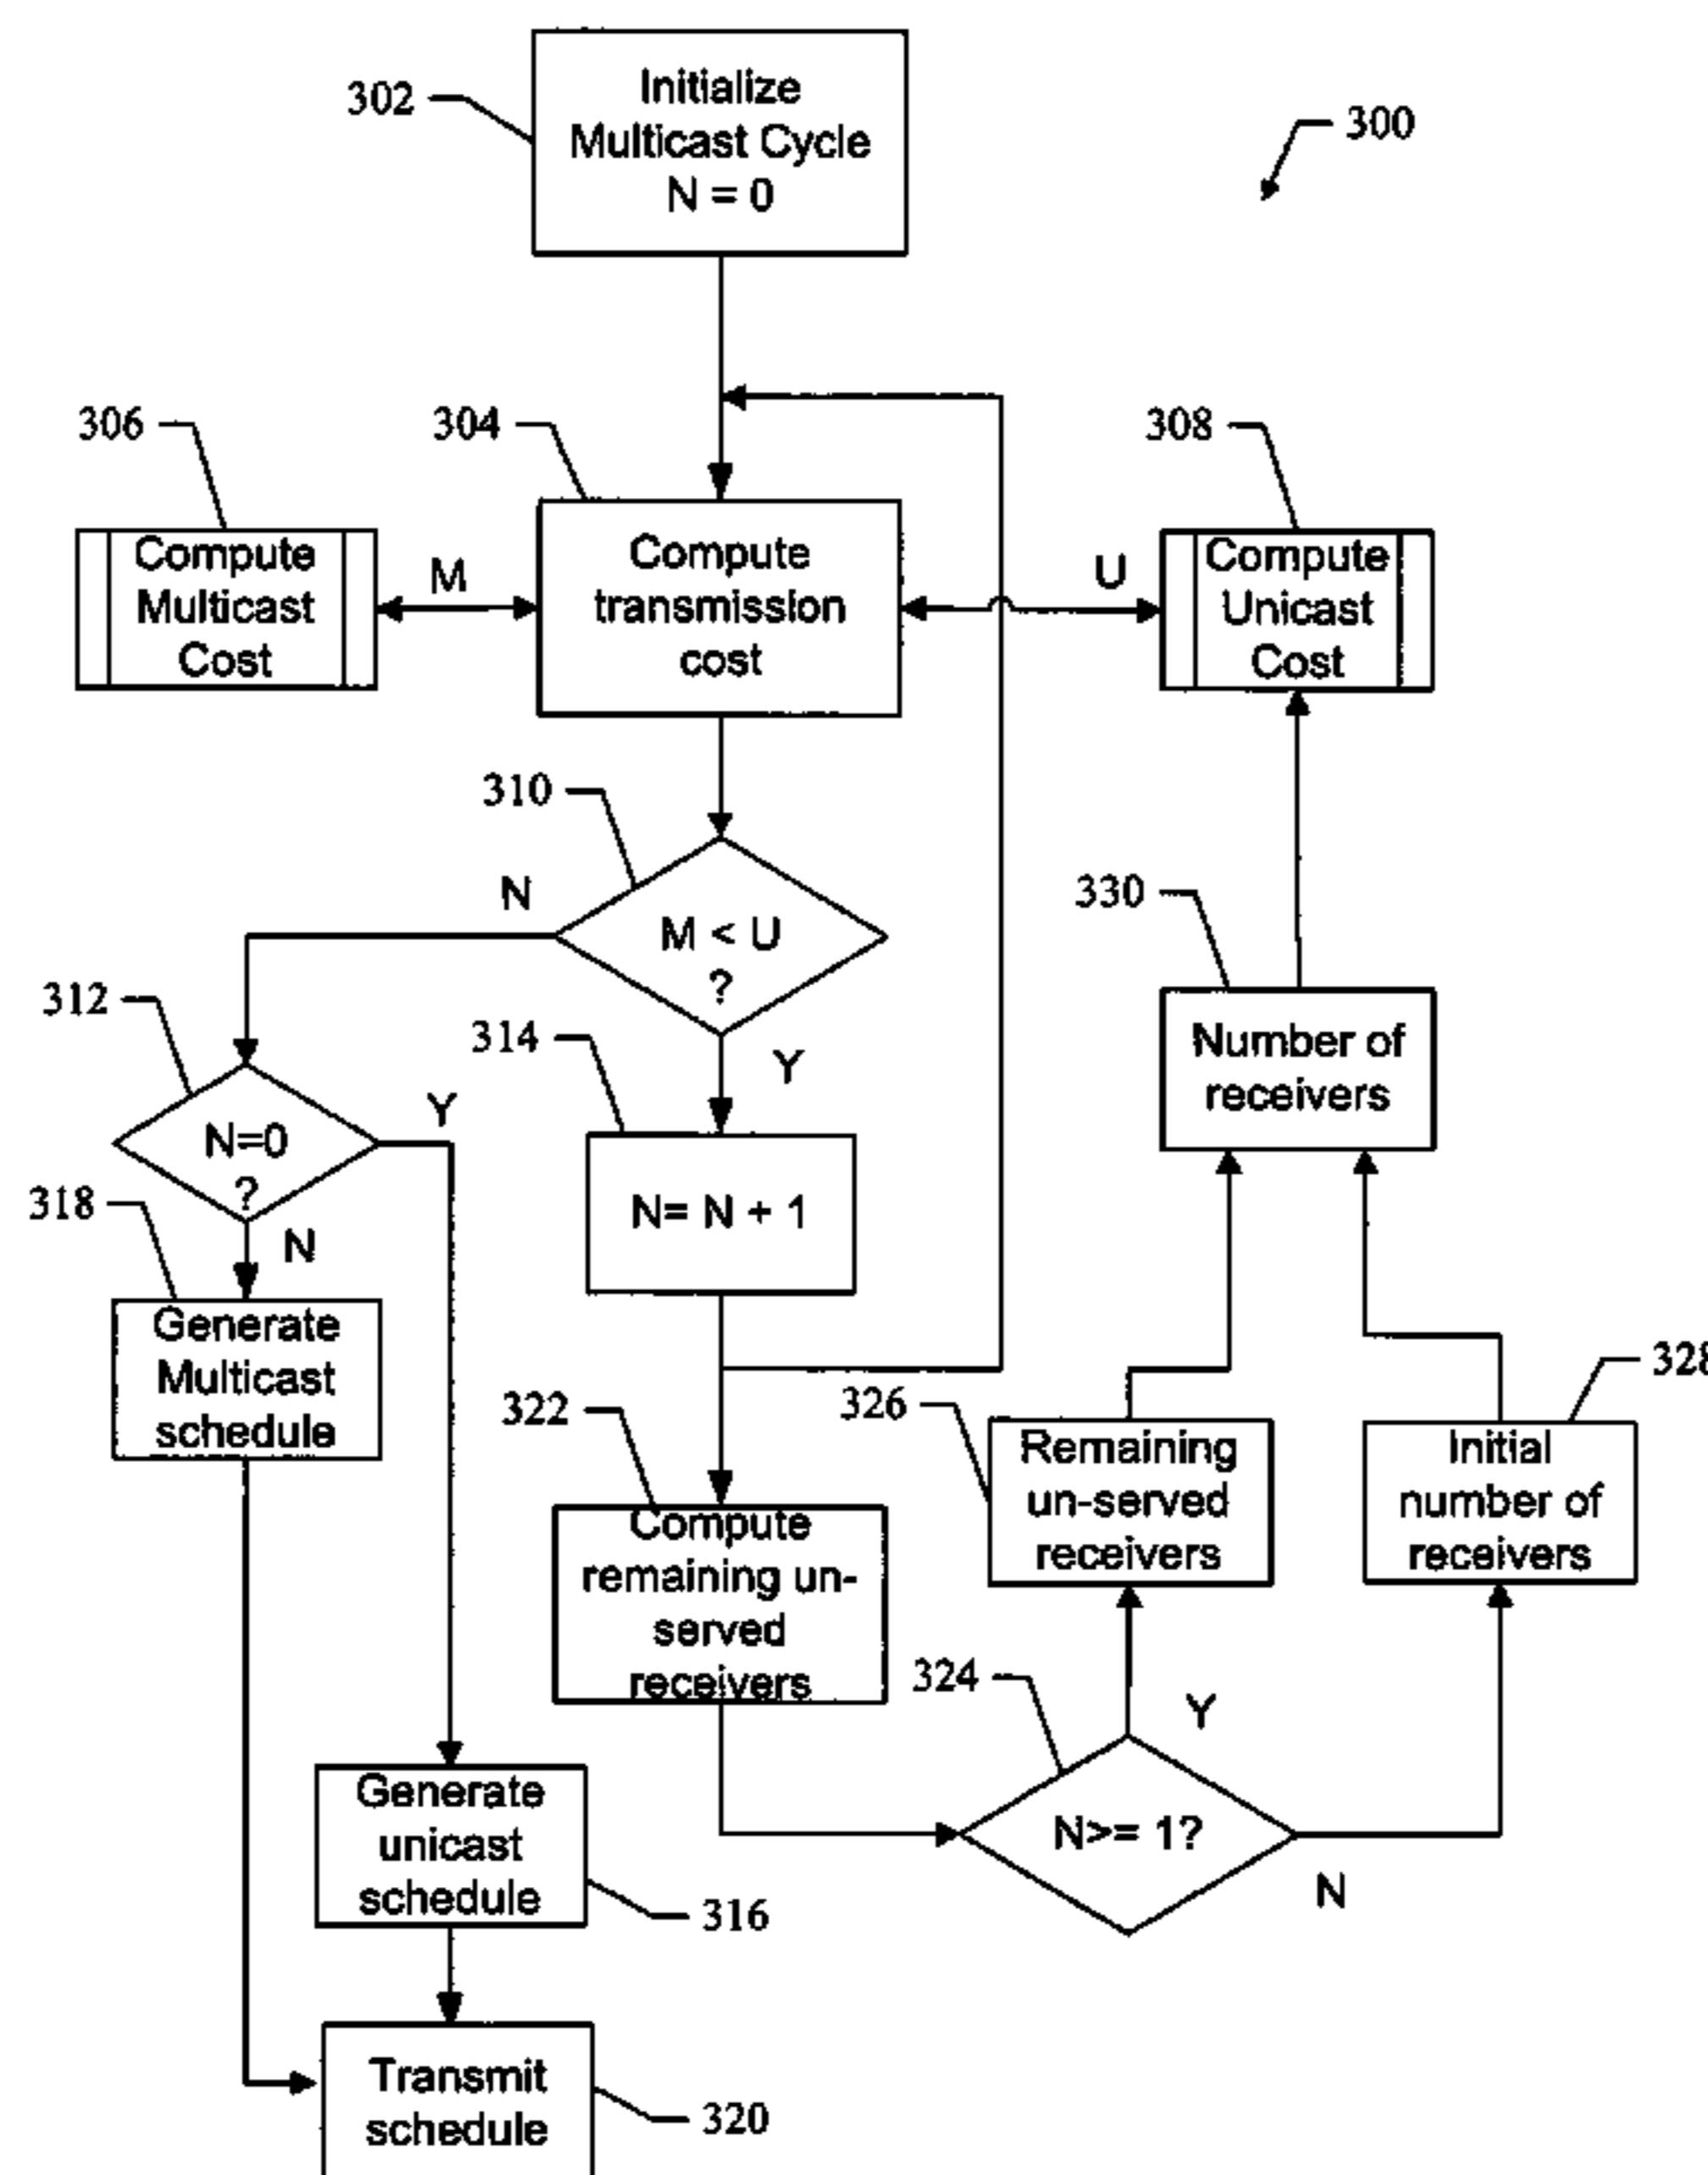 302
Initialize
Multicast Cycle
N = 0
300
306
304
308
Compute
Multicast
Cost
M
Compute
transmission
cost
U
Compute
Unicast
Cost
310
N
M < U
?
330
312
314
Y
Number of
receivers
N=0
?
Y
318
N
N= N + 1
Generate
Multicast
schedule
322
326
328
Remaining
un-served
receivers
Initial
number of
receivers
Compute
remaining un-
served
receivers
324
Y
N>= 1?
N
Generate
unicast
schedule
316
Transmit
schedule
320